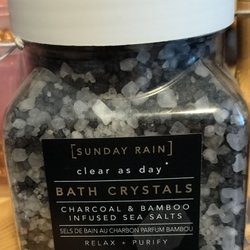 [SUNDAY RAIN]
clear as day
BATH CRYSTALS
CHARCOAL & BAMBOO
INFUSED SEA SALTS
SELS DE BAIN AU CHARBON PARFUM BAMBOU
RELAX + PURIFY